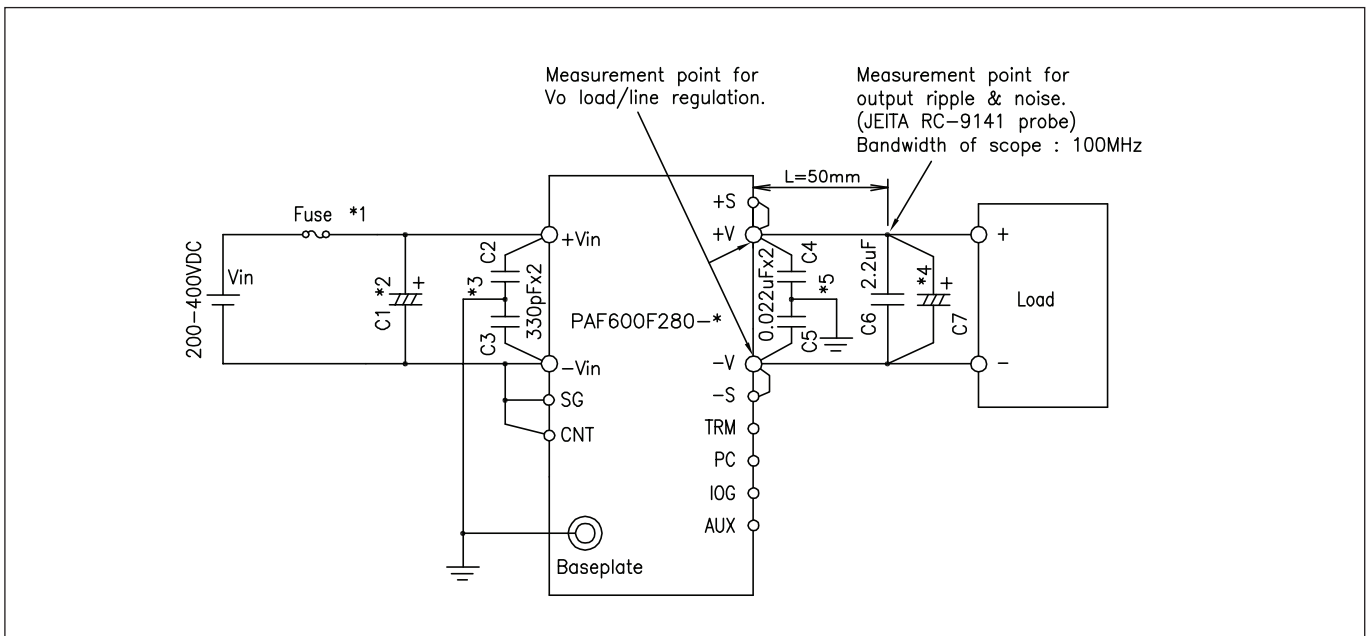 Measurement point for
Vo load/line regulation.
Measurement point for
output ripple & noise.
(JEITA RC-9141 probe)
Bandwidth of scope : 100MHz
L=50mm
Fuse *1
200-400VDC
Vin
C1
*2
+
+Vin
C2
*3
330pFx2
C3
-Vin
SG
CNT
PAF600F280-*
Baseplate
+S
+V
-V
-S
TRM
PC
IOG
AUX
C4
0.022uFx2
*5
C5
2.2uF
C6
*4
+
C7
+
Load
-